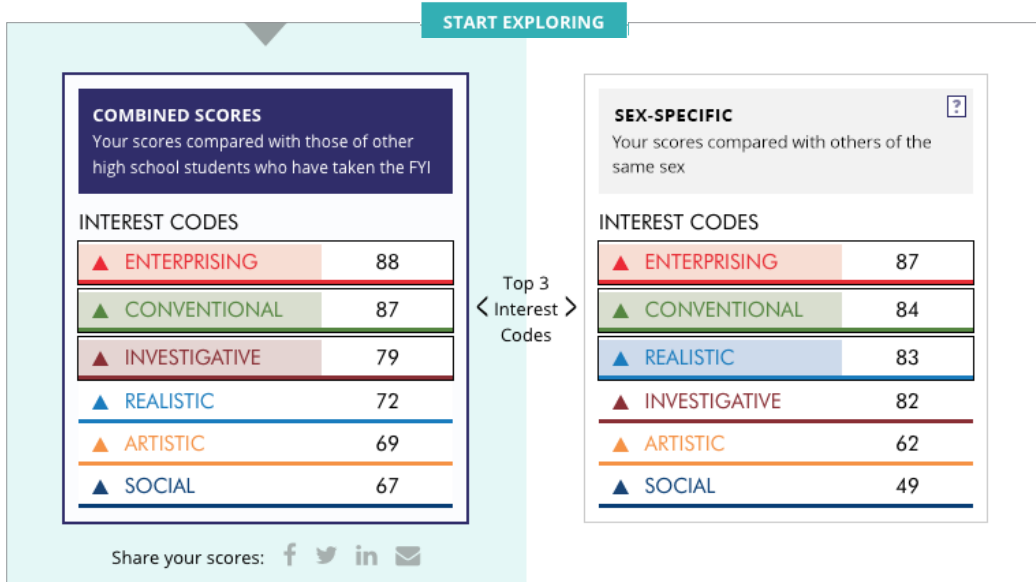 START EXPLORING
COMBINED SCORES
Your scores compared with those of other
high school students who have taken the FYI
INTEREST CODES
ENTERPRISING 88
CONVENTIONAL 87
INVESTIGATIVE 79
REALISTIC 72
ARTISTIC 69
SOCIAL 67
Share your scores:
Top 3
< Interest >
Codes
SEX-SPECIFIC ?
Your scores compared with others of the
same sex
INTEREST CODES
ENTERPRISING 87
CONVENTIONAL 84
REALISTIC 83
INVESTIGATIVE 82
ARTISTIC 62
SOCIAL 49